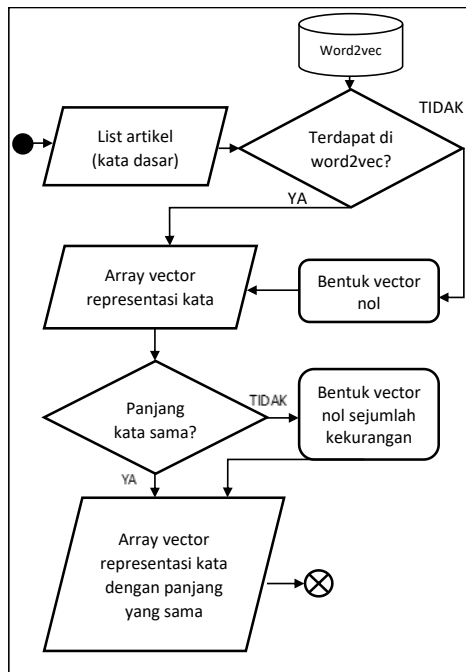 Word2vec
TIDAK
List artikel
(kata dasar)
Terdapat di
word2vec?
YA
Array vector
representasi kata
Bentuk vector
nol
Panjang
kata sama?
TIDAK
Bentuk vector
nol sejumlah
kekurangan
YA
Array vector
representasi kata
dengan panjang
yang sama